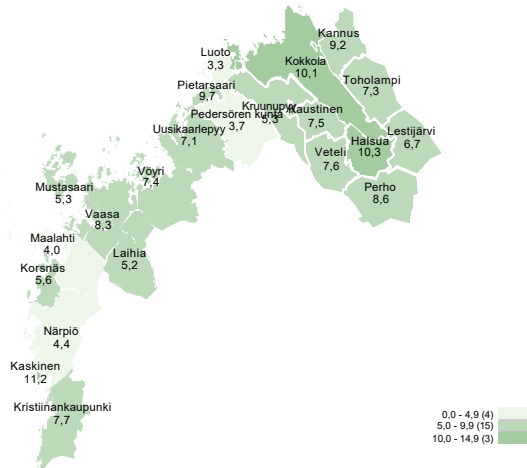 Kannus
9,2
Luoto
3,3
Kokkola
10,1
Toholampi
7,3
Pietarsaari
9,7
Kruunupyy
5,3
Pedersören kunta
3,7
Kaustinen
7,5
Uusikaarlepyy
7,1
Lestijärvi
6,7
Halsua
10,3
Veteli
7,6
Vöyri
7,4
Perho
8,6
Mustasaari
5,3
Vaasa
8,3
Maalahti
4,0
Laihia
5,2
Korsnäs
5,6
Närpiö
4,4
Kaskinen
11,2
Kristiinankaupunki
7,7
0,0 - 4,9 (4)
5,0 - 9,9 (15)
10,0 - 14,9 (3)